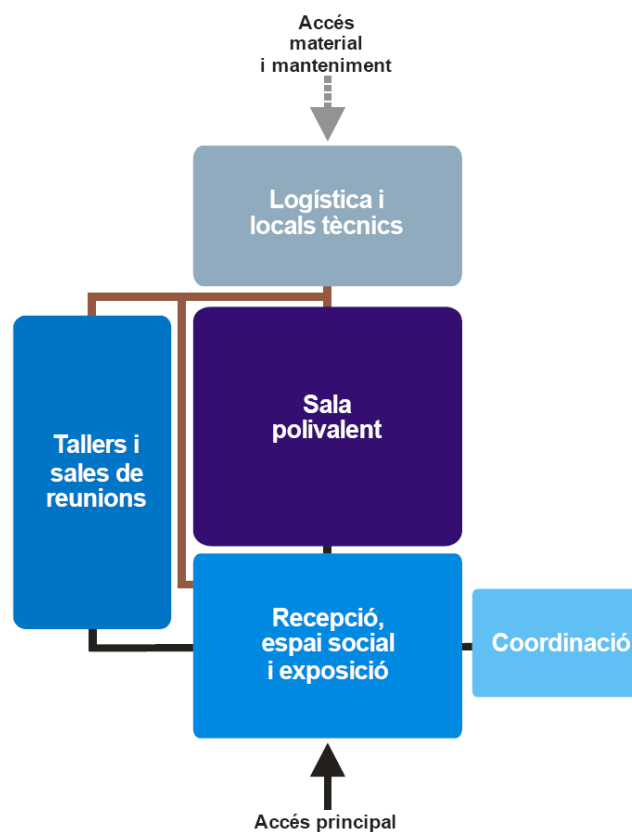 Accés
material
i manteniment
Logística i
locals tècnics
Sala
polivalent
Tallers i
sales de
reunions
Recepció,
espai social
i exposició
Coordinació
Accés principal